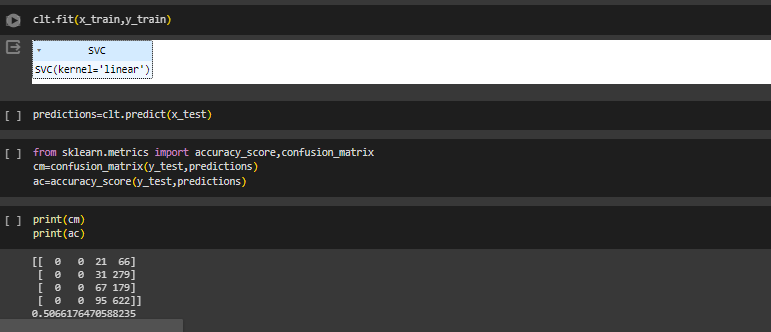 clt.fit(x_train,y_train)
SVC
SVC(kernel='linear')
[ ] predictions=clt.predict(x_test)
[ ] from sklearn.metrics import accuracy_score,confusion_matrix
cm=confusion_matrix(y_test,predictions)
ac=accuracy_score(y_test,predictions)
[ ] print(cm)
print(ac)
[[  0   0  21  66]
 [  0   0  31 279]
 [  0   0  67 179]
 [  0   0  95 622]]
0.5066176470588235